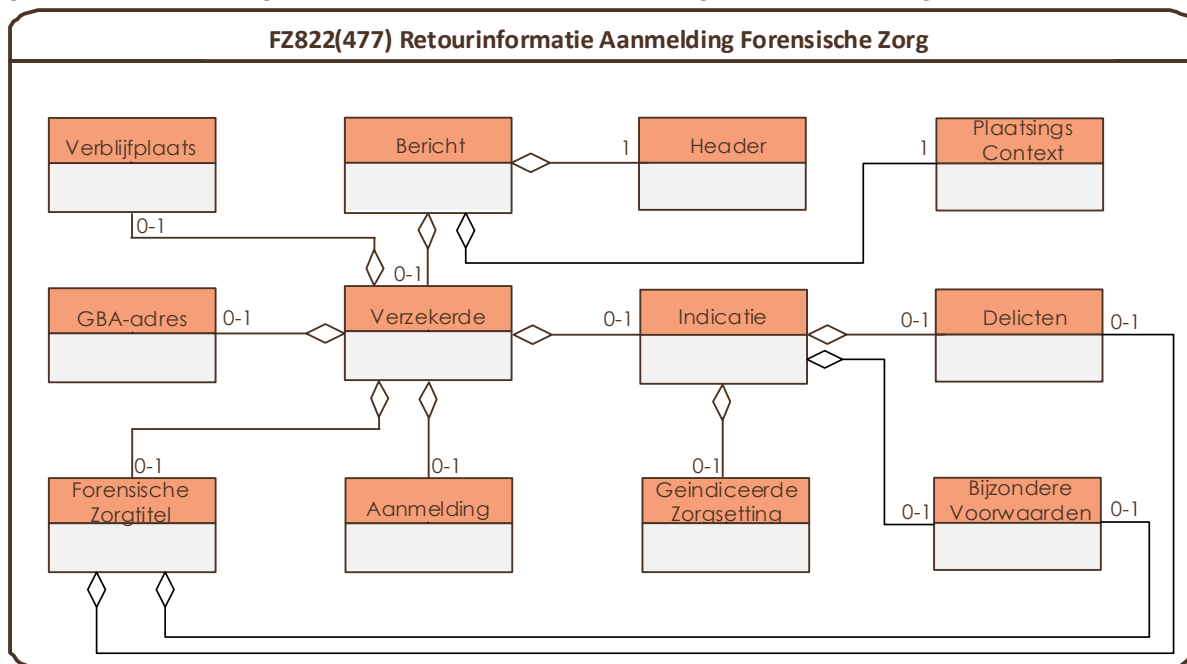 FZ822(477) Retourinformatie Aanmelding Forensische Zorg
Verblijfplaats
Bericht
1
Header
1
Plaatsings
Context
0-1
0-1
GBA-adres
0-1
Verzekerde
0-1
Indicatie
0-1
Delicten
0-1
0-1
0-1
0-1
Forensische
Zorgtitel
Aanmelding
Geindiceerde
Zorgsetting
0-1
Bijzondere
Voorwaarden
0-1